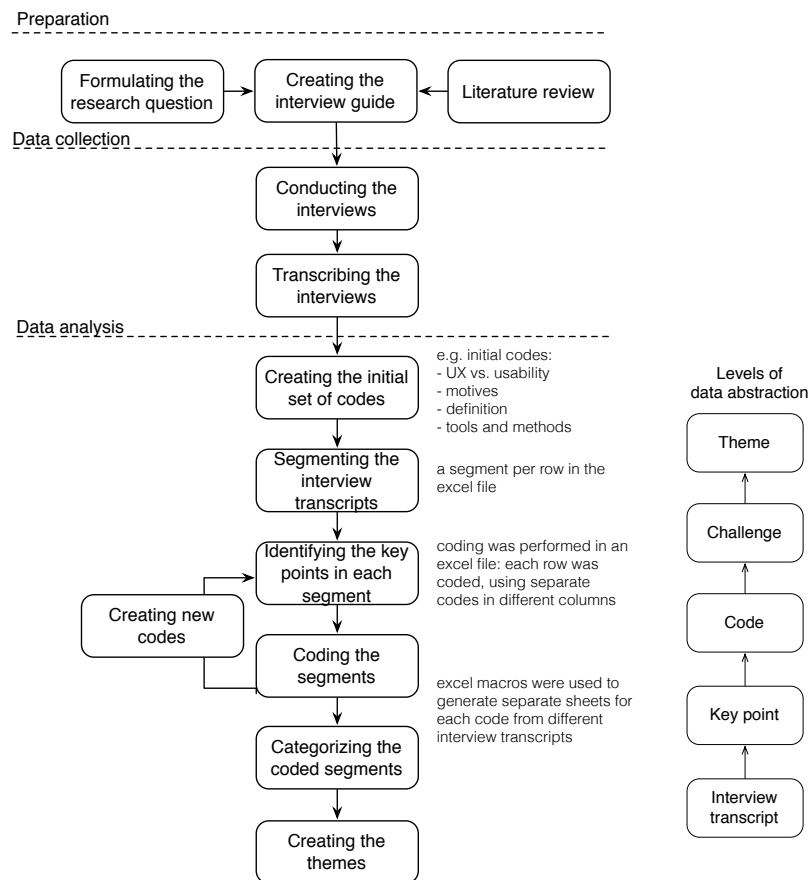 Preparation
Formulating the
research question
Creating the
interview guide
Literature review
Data collection
Conducting the
interviews
Transcribing the
interviews
Data analysis
Creating the initial
set of codes
e.g. initial codes:
- UX vs. usability
- motives
- definition
- tools and methods
Segmenting the
interview
transcripts
a segment per row in the
excel file
Identifying the key
points in each
segment
coding was performed in an
excel file: each row was
coded, using separate
codes in different columns
Creating new
codes
Coding the
segments
excel macros were used to
generate separate sheets for
each code from different
interview transcripts
Categorizing the
coded segments
Creating the
themes
Levels of
data abstraction
Theme
Challenge
Code
Key point
Interview
transcript